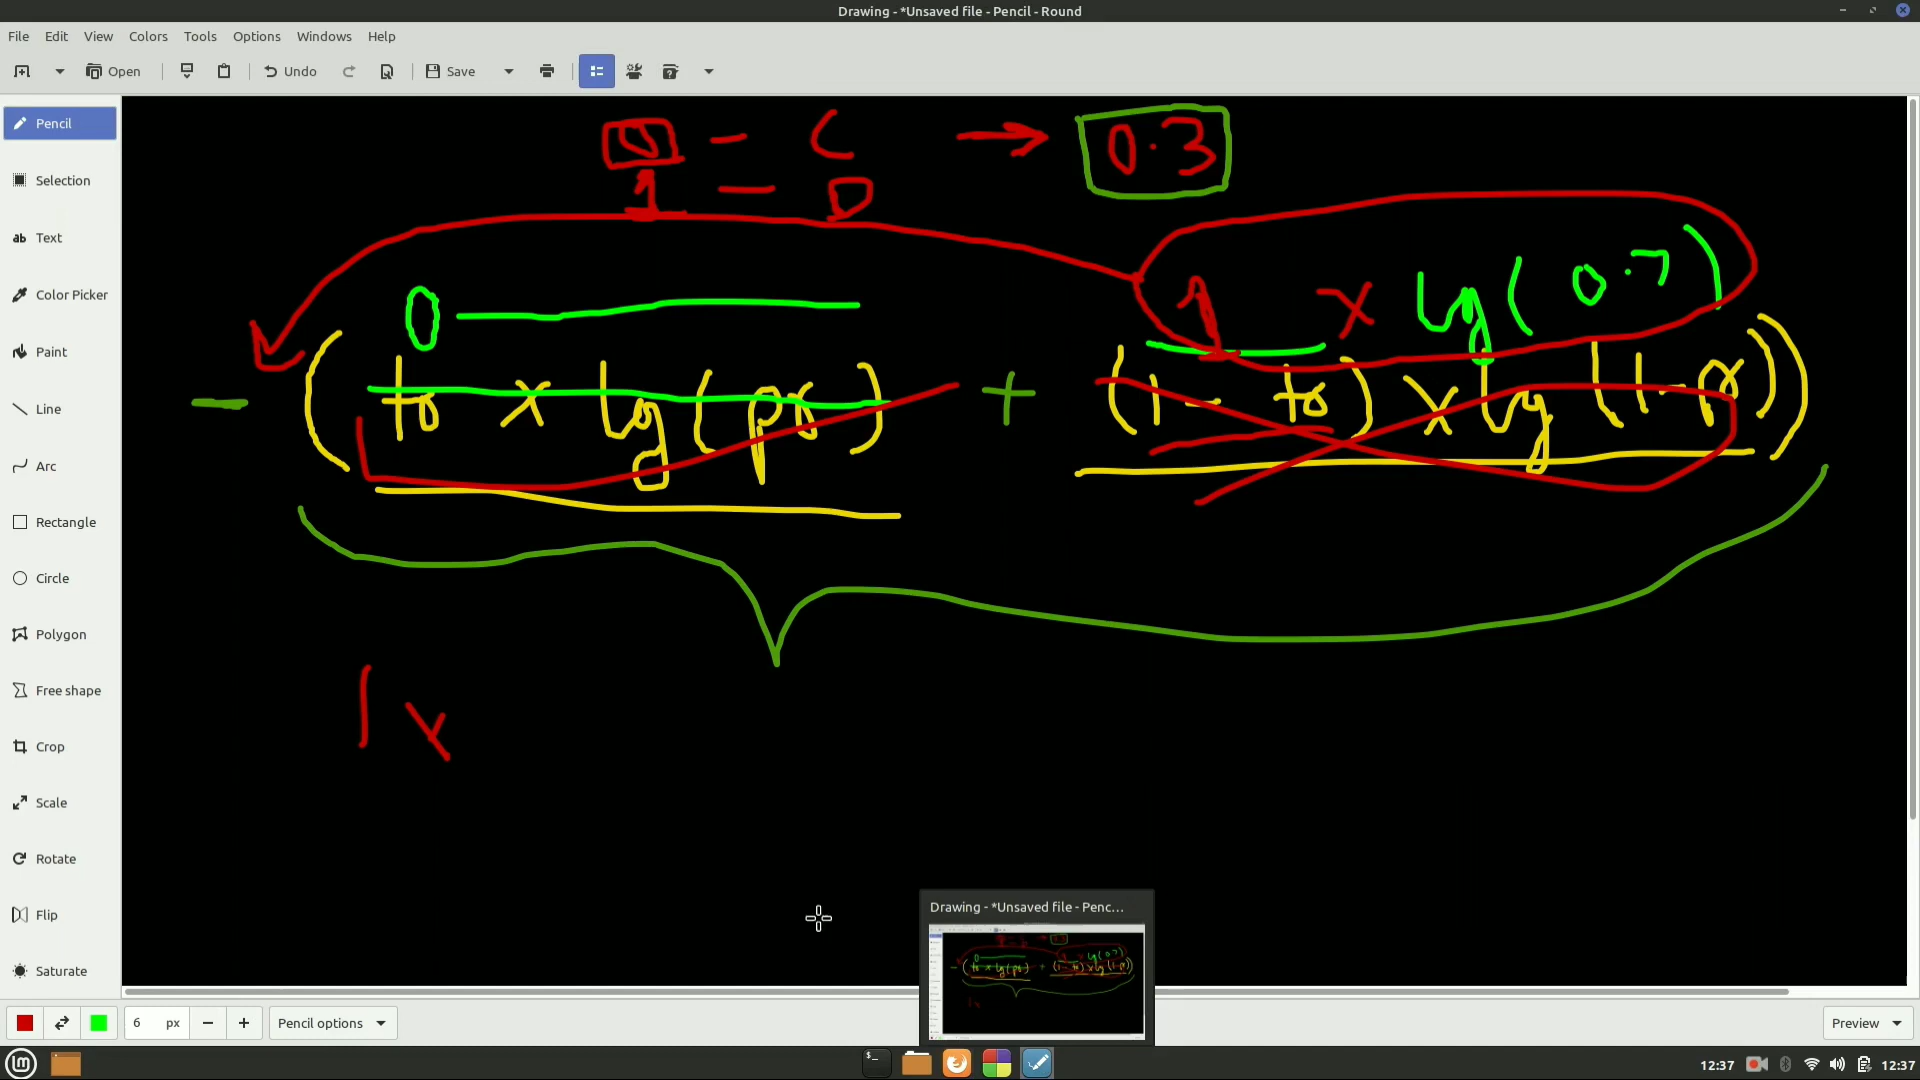 Drawing - *Unsaved file - Pencil - Round
File Edit View Colors Tools Options Windows Help
Open Undo Save
Pencil
Selection
Text
Color Picker
Paint
Line
Arc
Rectangle
Circle
Polygon
Free shape
Crop
Scale
Rotate
Flip
Saturate
0 - C → 0.3
1 - D
0 1 x lg(0.7)
- (to x lg(po) + (1 - to) x lg(1-po))
1 x
Drawing - *Unsaved file - Penc...
6 px - + Pencil options Preview
12:37 12:37